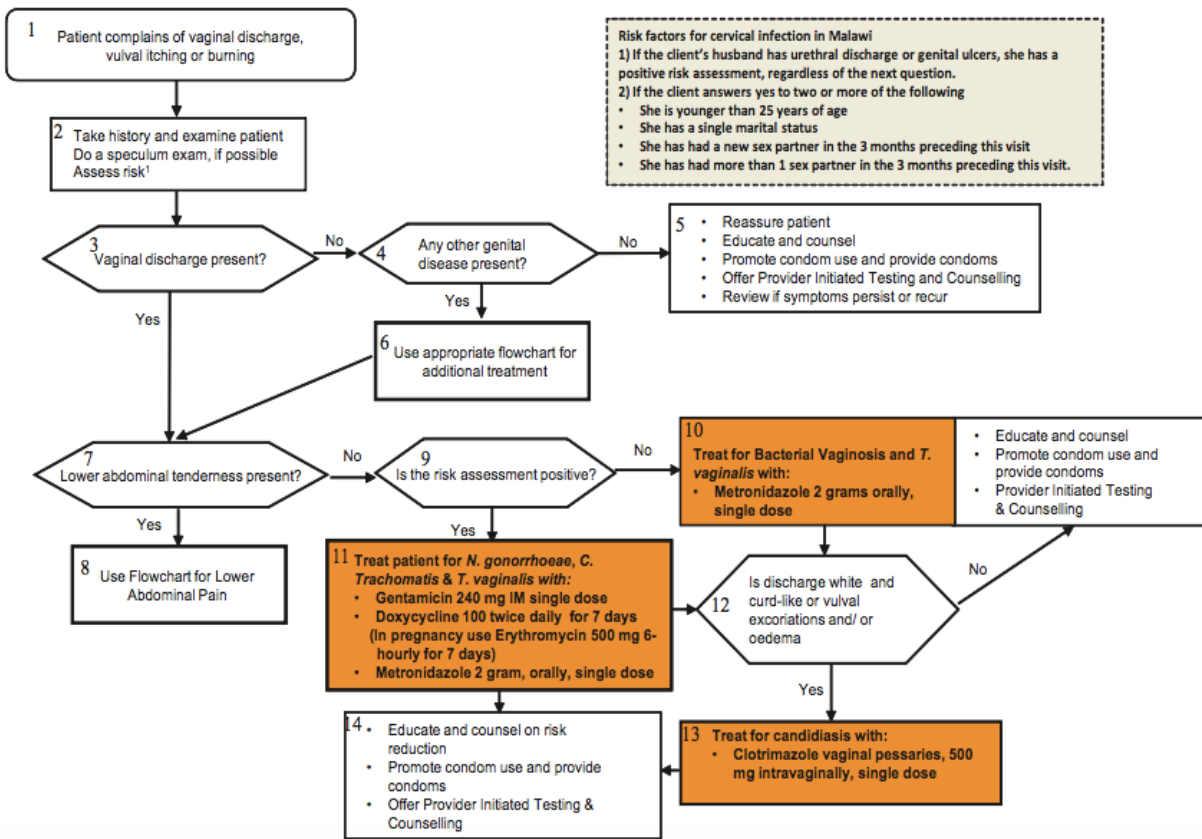 1
Patient complains of vaginal discharge,
vulval itching or burning
Risk factors for cervical infection in Malawi
1) If the client's husband has urethral discharge or genital ulcers, she has a
positive risk assessment, regardless of the next question.
2) If the client answers yes to two or more of the following
• She is younger than 25 years of age
• She has a single marital status
• She has had a new sex partner in the 3 months preceding this visit
• She has had more than 1 sex partner in the 3 months preceding this visit.
2 Take history and examine patient
Do a speculum exam, if possible
Assess risk¹
3
Vaginal discharge present?
No
Yes
4
Any other genital
disease present?
No
Yes
5
• Reassure patient
• Educate and counsel
• Promote condom use and provide condoms
• Offer Provider Initiated Testing and Counselling
• Review if symptoms persist or recur
6
Use appropriate flowchart for
additional treatment
7
Lower abdominal tenderness present?
No
Yes
8
Use Flowchart for Lower
Abdominal Pain
9
Is the risk assessment positive?
No
Yes
10
Treat for Bacterial Vaginosis and T.
vaginalis with:
• Metronidazole 2 grams orally,
single dose
• Educate and counsel
• Promote condom use and
provide condoms
• Provider Initiated Testing
& Counselling
11 Treat patient for N. gonorrhoeae, C.
Trachomatis & T. vaginalis with:
• Gentamicin 240 mg IM single dose
• Doxycycline 100 twice daily for 7 days
(In pregnancy use Erythromycin 500 mg 6-
hourly for 7 days)
• Metronidazole 2 gram, orally, single dose
12
Is discharge white and
curd-like or vulval
excoriations and/ or
oedema
No
Yes
13 Treat for candidiasis with:
• Clotrimazole vaginal pessaries, 500
mg intravaginally, single dose
14
• Educate and counsel on risk
reduction
• Promote condom use and provide
condoms
• Offer Provider Initiated Testing &
Counselling